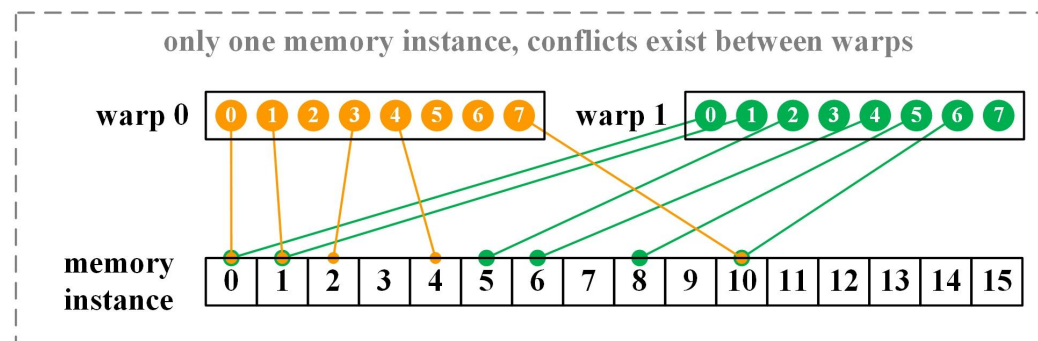 only one memory instance, conflicts exist between warps
warp 0 0 1 2 3 4 5 6 7 warp 1 0 1 2 3 4 5 6 7
memory
instance
0 1 2 3 4 5 6 7 8 9 10 11 12 13 14 15